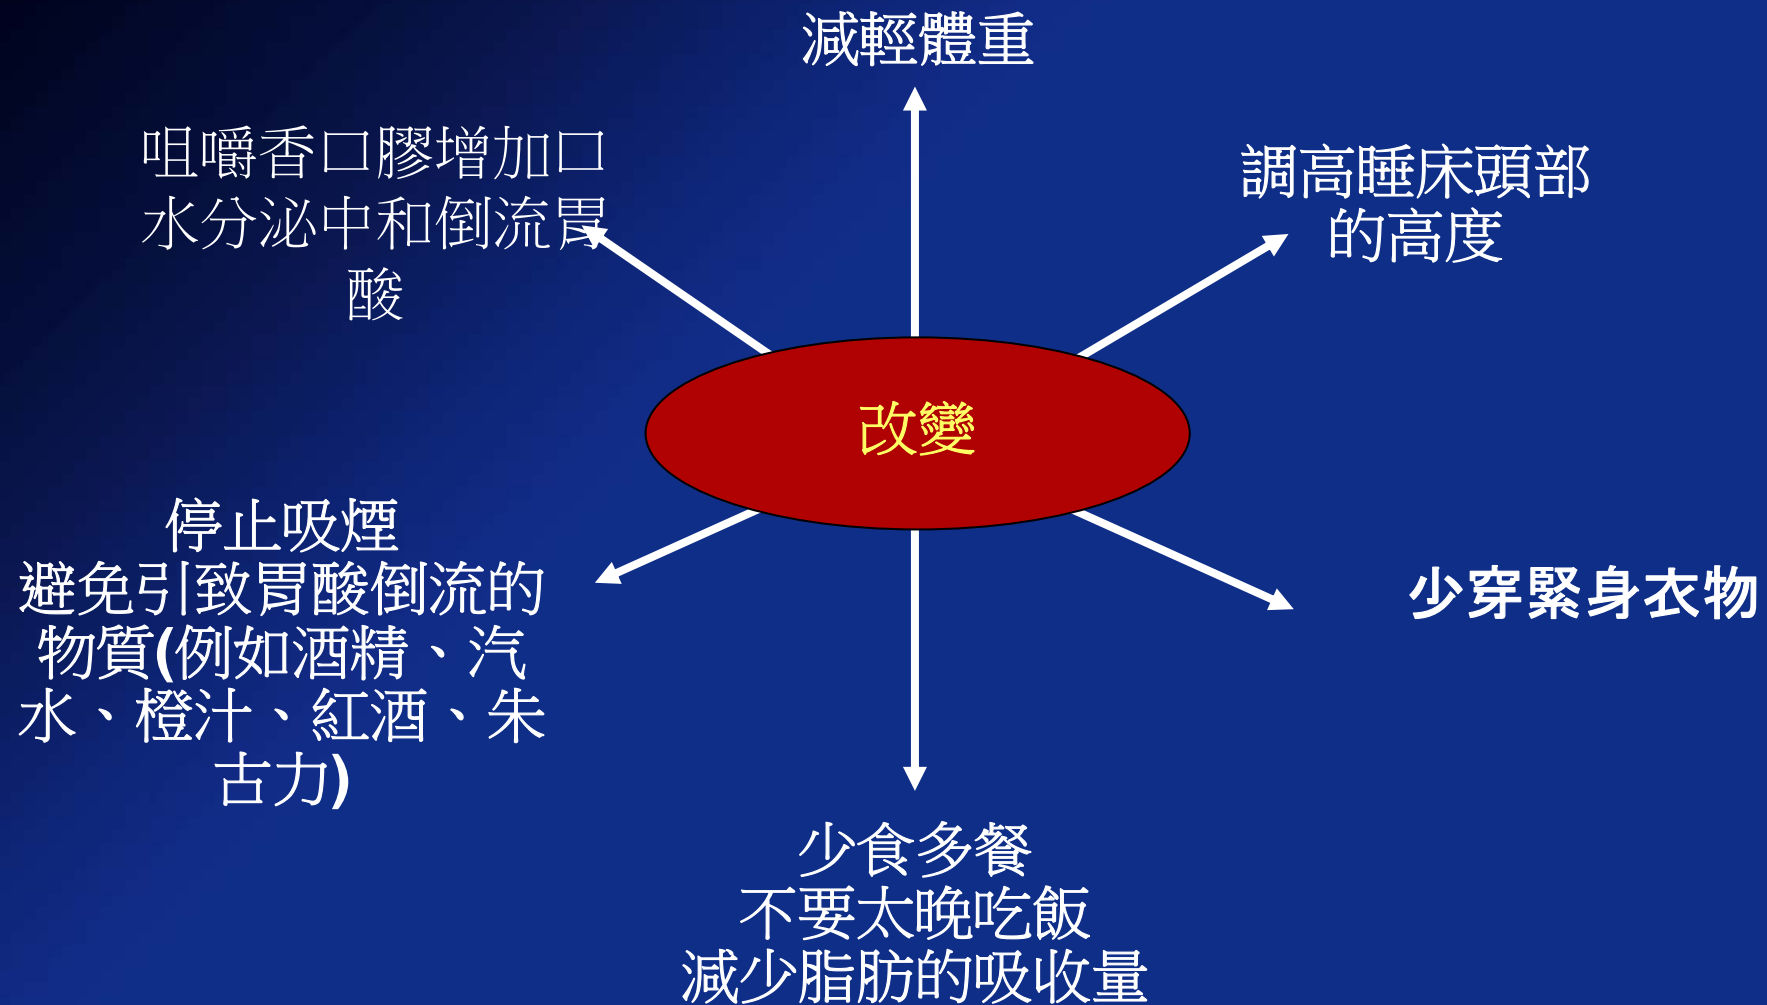 減輕體重
咀嚼香口膠增加口
水分泌中和倒流胃
酸
調高睡床頭部
的高度
改變
停止吸煙
避免引致胃酸倒流的
物質(例如酒精、汽
水、橙汁、紅酒、朱
古力)
少穿緊身衣物
少食多餐
不要太晚吃飯
減少脂肪的吸收量